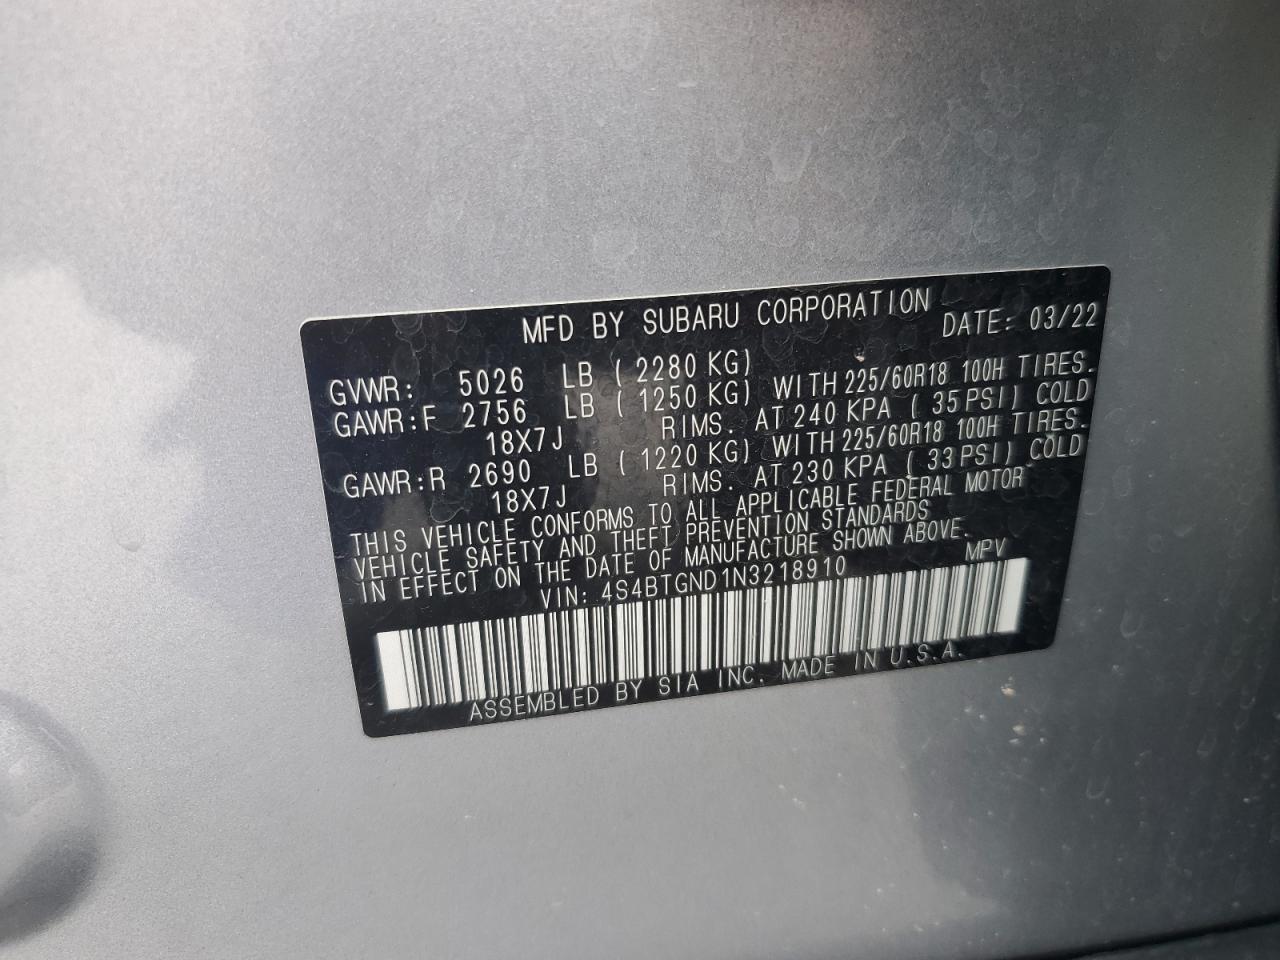 MFD BY SUBARU CORPORATION DATE: 03/22
GVWR: 5026 LB ( 2280 KG)
GAWR:F 2756 LB ( 1250 KG) WITH 225/60R18 100H TIRES.
18X7J RIMS. AT 240 KPA ( 35PSI) COLD
GAWR:R 2690 LB ( 1220 KG) WITH 225/60R18 100H TIRES.
18X7J RIMS. AT 230 KPA ( 33PSI) COLD
THIS VEHICLE CONFORMS TO ALL APPLICABLE FEDERAL MOTOR
VEHICLE SAFETY AND THEFT PREVENTION STANDARDS
IN EFFECT ON THE DATE OF MANUFACTURE SHOWN ABOVE.
VIN: 4S4BTGND1N3218910 MPV
ASSEMBLED BY SIA INC. MADE IN U.S.A.